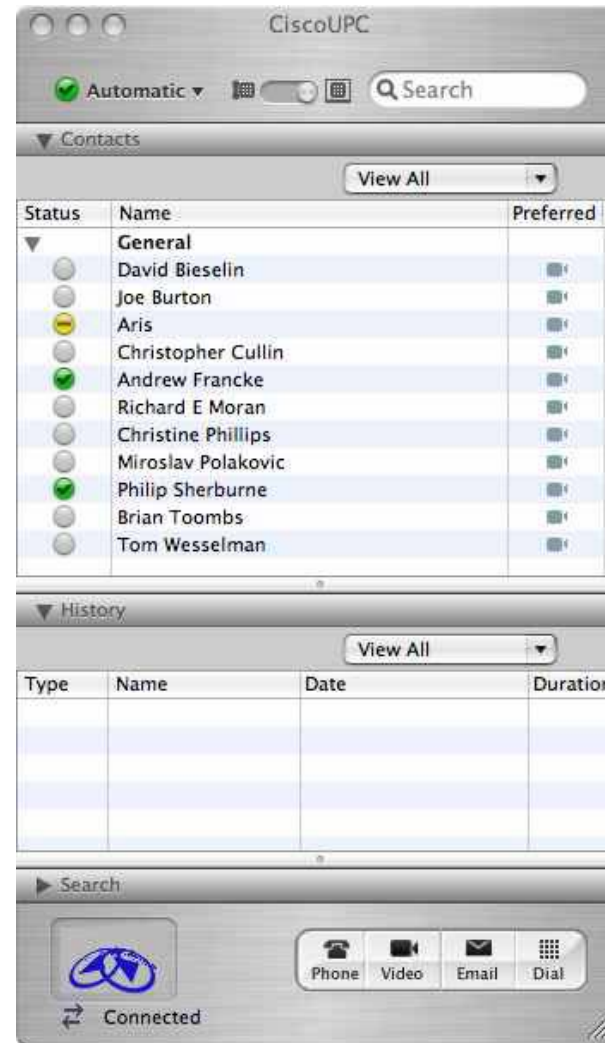 CiscoUPC
Automatic Search
Contacts
View All
Status Name Preferred
General
David Bieselin
Joe Burton
Aris
Christopher Cullin
Andrew Francke
Richard E Moran
Christine Phillips
Miroslav Polakovic
Philip Sherburne
Brian Toombs
Tom Wesselman
History
View All
Type Name Date Duration
Search
Phone Video Email Dial
Connected